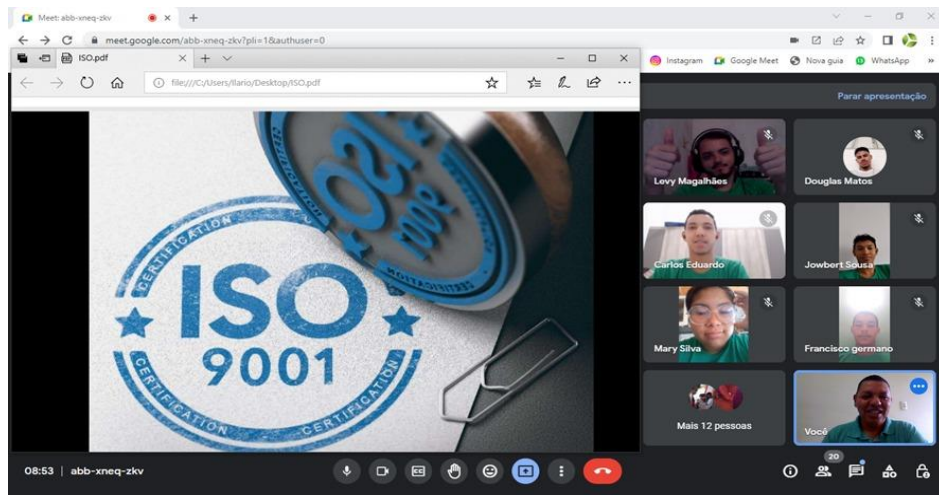 Meet: abb-xneq-zkv
meet.google.com/abb-xneq-zkv?pli=1&authuser=0
Instagram
Google Meet
Nova guia
WhatsApp
»
ISO.pdf
file:///C:/Users/Ilario/Desktop/ISO.pdf
Parar apresentação
ISO
9001
CERTIFICATION
CERTIFICATION
ISO
9001
CERTIFICATION
CERTIFICATION
CERTIFICATION
Levy Magalhães
Douglas Matos
Carlos Eduardo
Jowbert Sousa
Mary Silva
Francisco germano
Mais 12 pessoas
Você
08:53 | abb-xneq-zkv
20